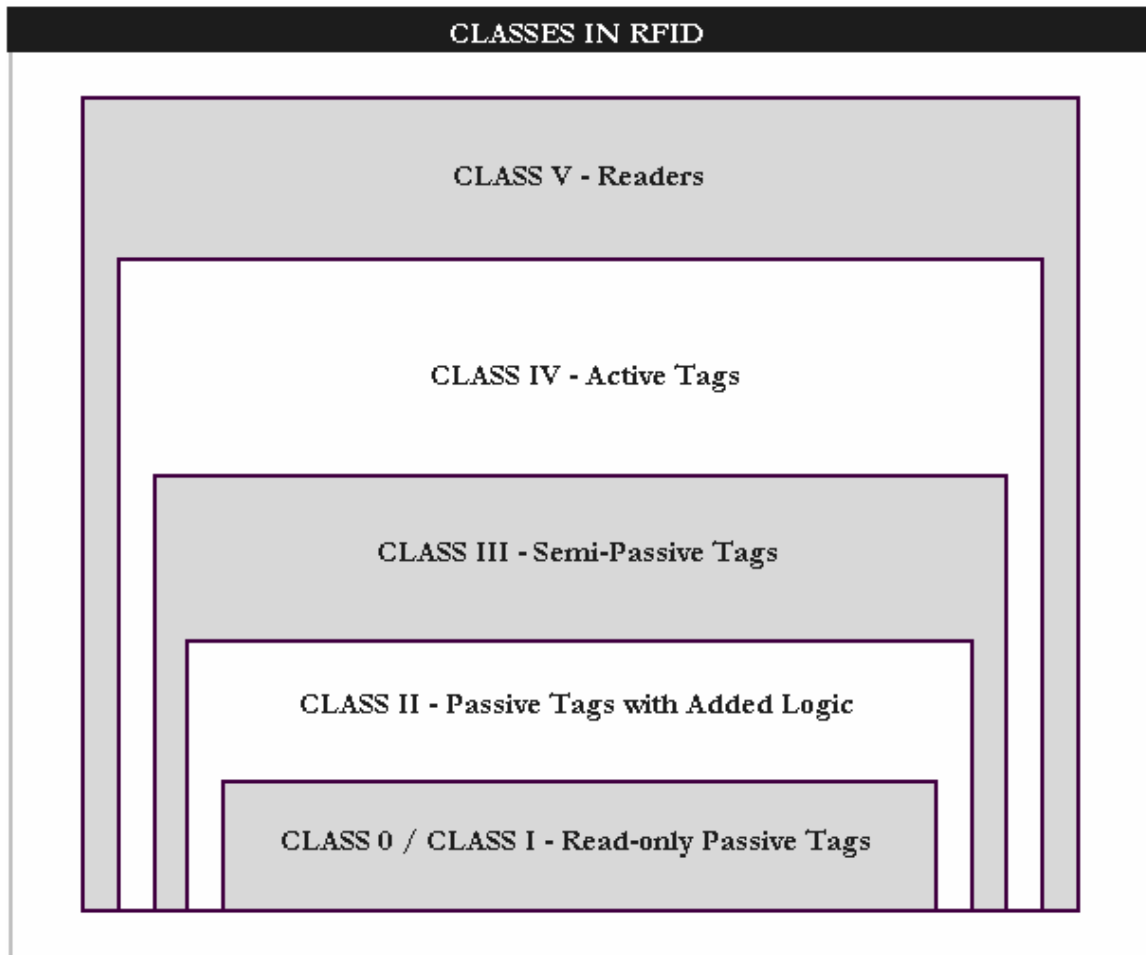 CLASSES IN RFID
CLASS V - Readers
CLASS IV - Active Tags
CLASS III - Semi-Passive Tags
CLASS II - Passive Tags with Added Logic
CLASS 0 / CLASS I - Read-only Passive Tags